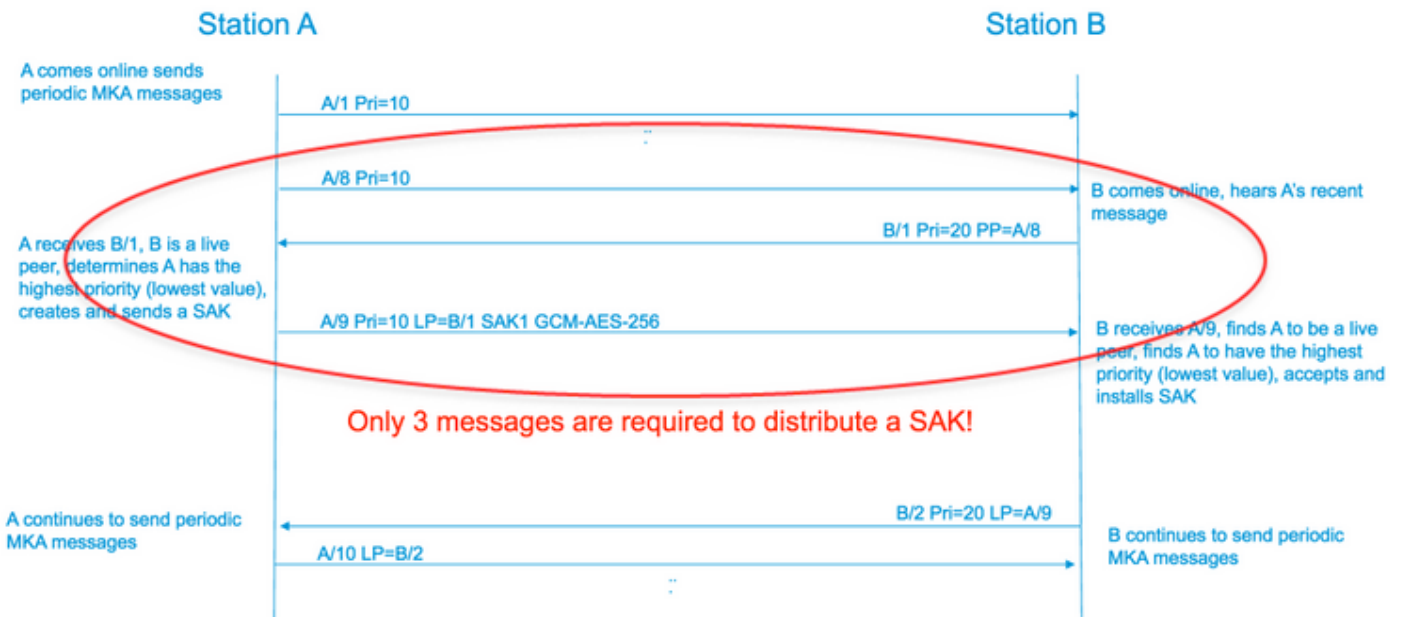 Station A
Station B
A comes online sends
periodic MKA messages
A/1 Pri=10
A/8 Pri=10
B comes online, hears A's recent
message
B/1 Pri=20 PP=A/8
A receives B/1, B is a live
peer, determines A has the
highest priority (lowest value),
creates and sends a SAK
A/9 Pri=10 LP=B/1 SAK1 GCM-AES-256
B receives A/9, finds A to be a live
peer, finds A to have the highest
priority (lowest value), accepts and
installs SAK
Only 3 messages are required to distribute a SAK!
B/2 Pri=20 LP=A/9
A continues to send periodic
MKA messages
B continues to send periodic
MKA messages
A/10 LP=B/2